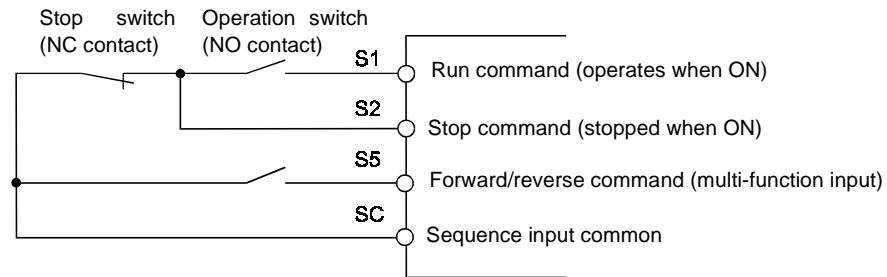 Stop switch
(NC contact)
Operation switch
(NO contact)
S1
Run command (operates when ON)
S2
Stop command (stopped when ON)
S5
Forward/reverse command (multi-function input)
SC
Sequence input common